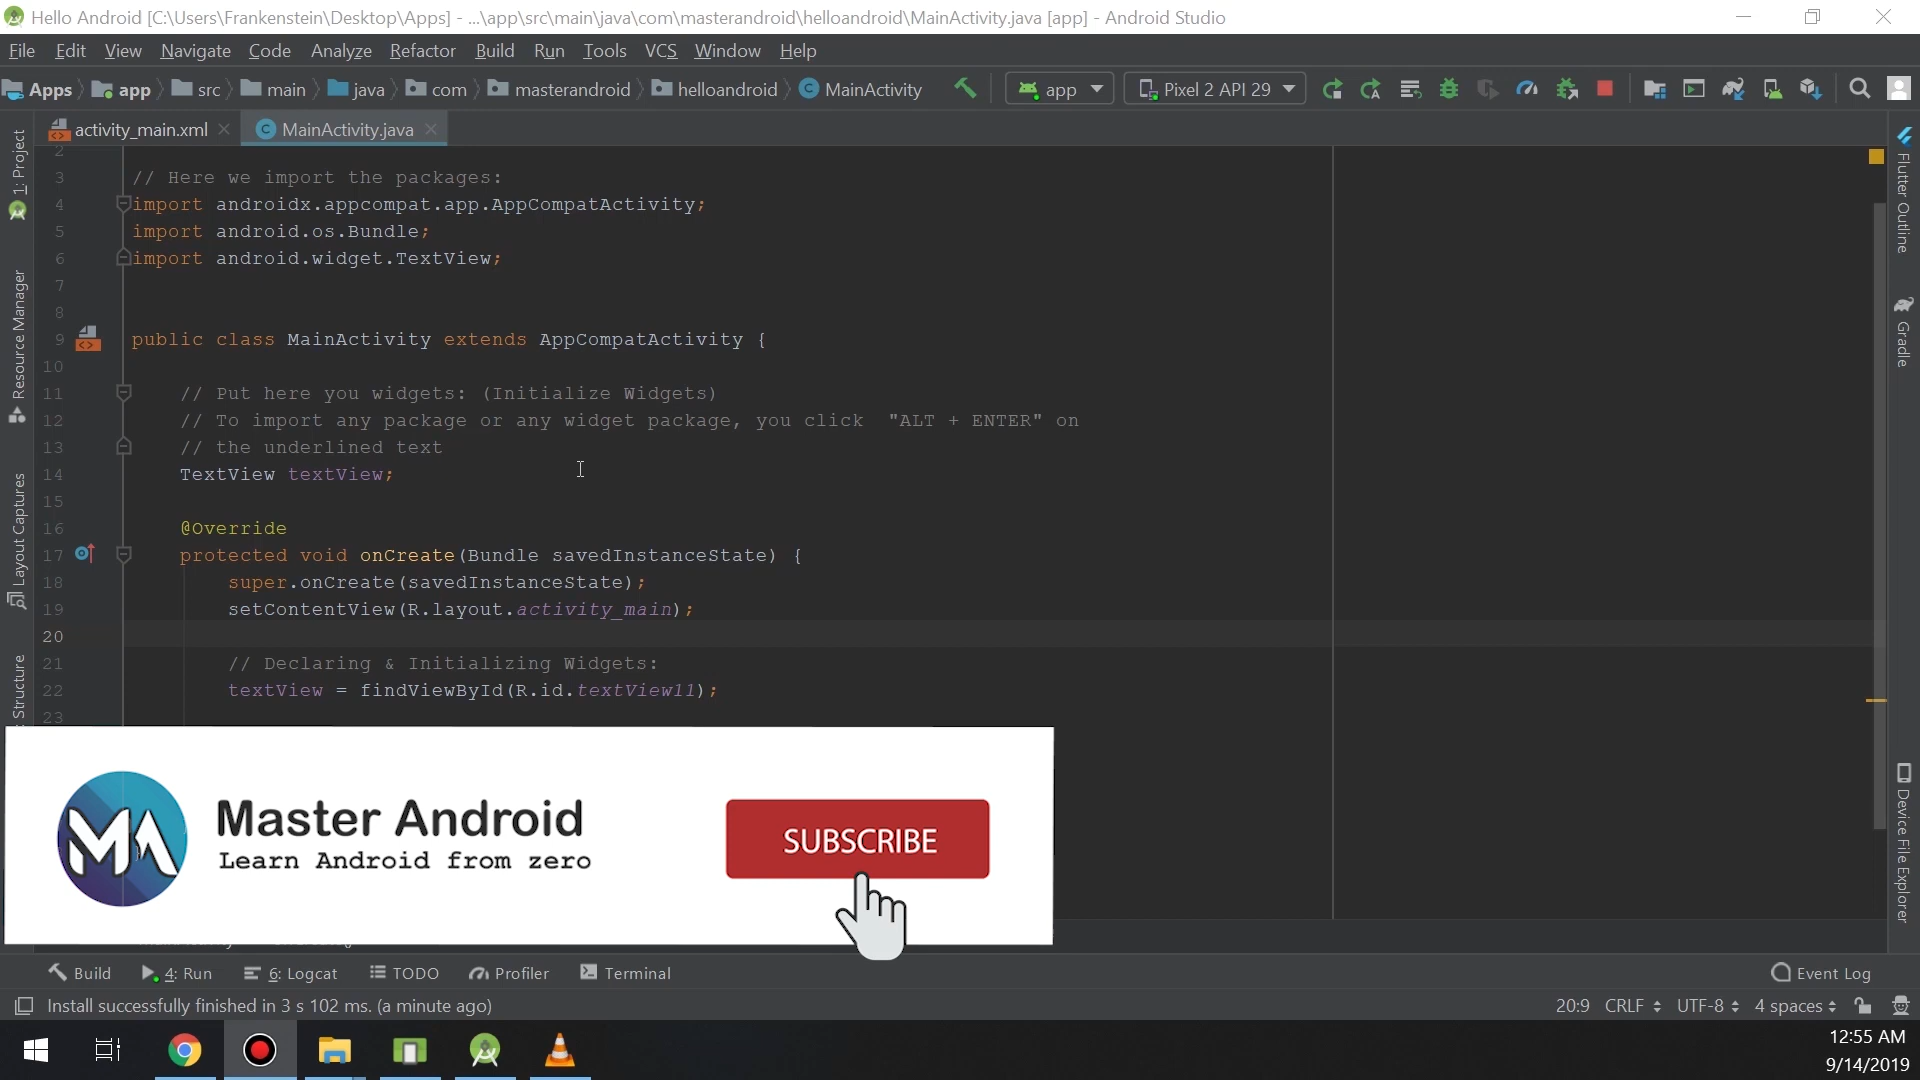 Hello Android [C:\Users\Frankenstein\Desktop\Apps] - ...\app\src\main\java\com\masterandroid\helloandroid\MainActivity.java [app] - Android Studio
File Edit View Navigate Code Analyze Refactor Build Run Tools VCS Window Help
Apps app src main java com masterandroid helloandroid MainActivity app Pixel 2 API 29
activity_main.xml MainActivity.java
2
3 // Here we import the packages:
4 import androidx.appcompat.app.AppCompatActivity;
5 import android.os.Bundle;
6 import android.widget.TextView;
7
8
9 public class MainActivity extends AppCompatActivity {
10
11 // Put here you widgets: (Initialize Widgets)
12 // To import any package or any widget package, you click "ALT + ENTER" on
13 // the underlined text
14 TextView textView;
15
16 @Override
17 protected void onCreate(Bundle savedInstanceState) {
18 super.onCreate(savedInstanceState);
19 setContentView(R.layout.activity_main);
20
21 // Declaring & Initializing Widgets:
22 textView = findViewById(R.id.textView11);
23
1: Project
Resource Manager
Layout Captures
Structure
Flutter Outline
Gradle
Device File Explorer
MA
Master Android
Learn Android from zero
SUBSCRIBE
Build 4: Run 6: Logcat TODO Profiler Terminal Event Log
Install successfully finished in 3 s 102 ms. (a minute ago) 20:9 CRLF UTF-8 4 spaces
12:55 AM
9/14/2019